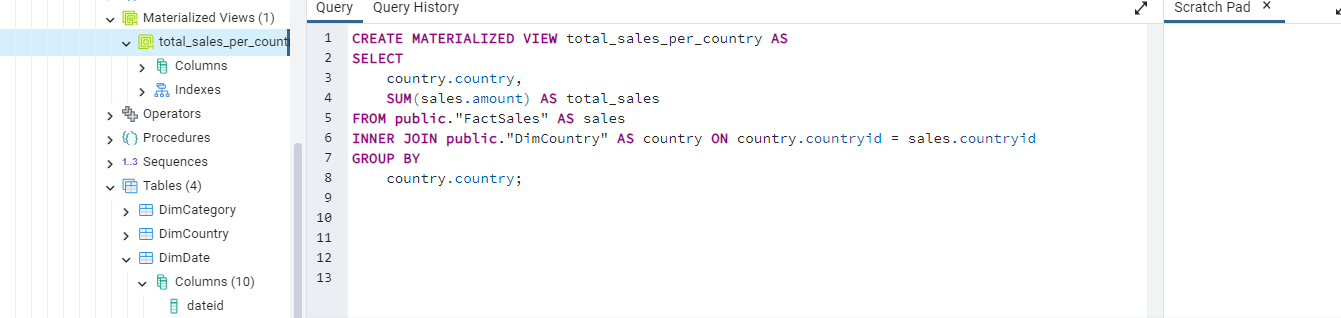 Materialized Views (1)
total_sales_per_count
Columns
Indexes
Operators
Procedures
1..3 Sequences
Tables (4)
DimCategory
DimCountry
DimDate
Columns (10)
dateid
Query Query History
1 CREATE MATERIALIZED VIEW total_sales_per_country AS
2 SELECT
3 country.country,
4 SUM(sales.amount) AS total_sales
5 FROM public."FactSales" AS sales
6 INNER JOIN public."DimCountry" AS country ON country.countryid = sales.countryid
7 GROUP BY
8 country.country;
9
10
11
12
13
Scratch Pad